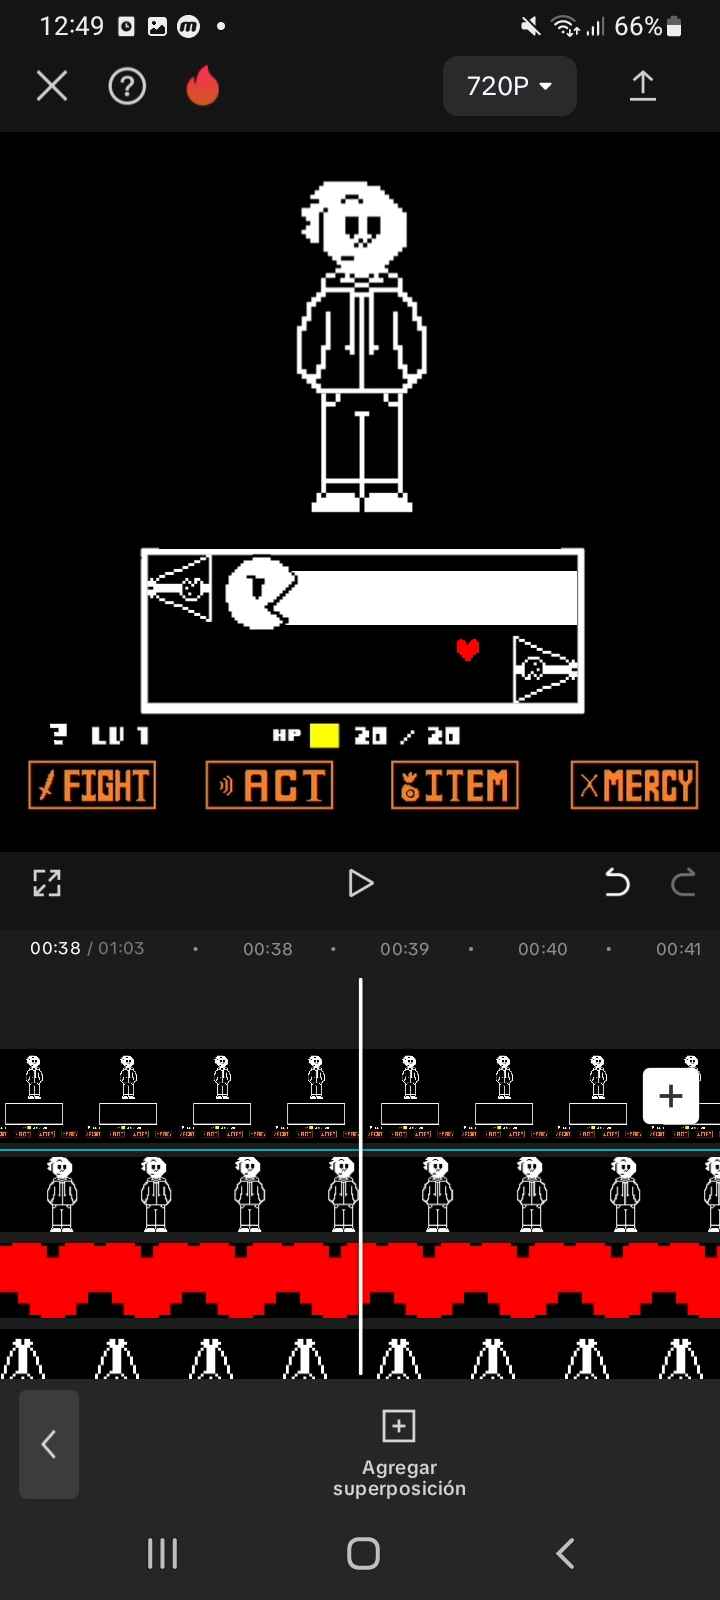 12:49
66%
720P
? LV 1 HP 20 / 20
FIGHT ACT ITEM MERCY
00:38 / 01:03 00:38 00:39 00:40 00:41
Agregar
superposición